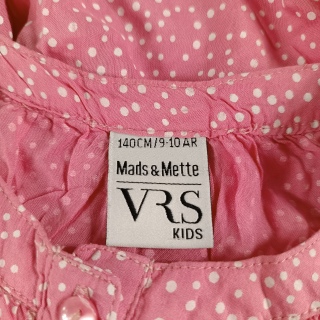 140CM/9-10 ÅR
Mads & Mette
VRS
KIDS